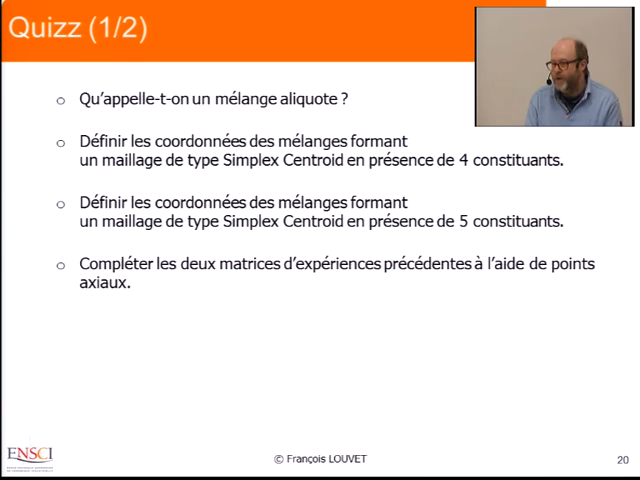 Quizz (1/2)
o Qu'appelle-t-on un mélange aliquote ?
o Définir les coordonnées des mélanges formant
un maillage de type Simplex Centroid en présence de 4 constituants.
o Définir les coordonnées des mélanges formant
un maillage de type Simplex Centroid en présence de 5 constituants.
o Compléter les deux matrices d'expériences précédentes à l'aide de points
axiaux.
ENSCI
© François LOUVET
20